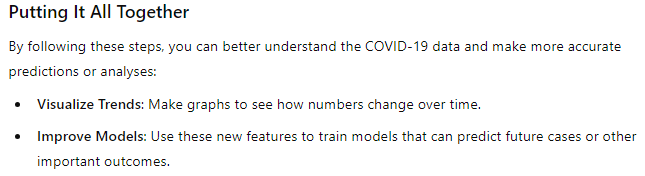 Putting It All Together
By following these steps, you can better understand the COVID-19 data and make more accurate
predictions or analyses:
• Visualize Trends: Make graphs to see how numbers change over time.
• Improve Models: Use these new features to train models that can predict future cases or other
important outcomes.